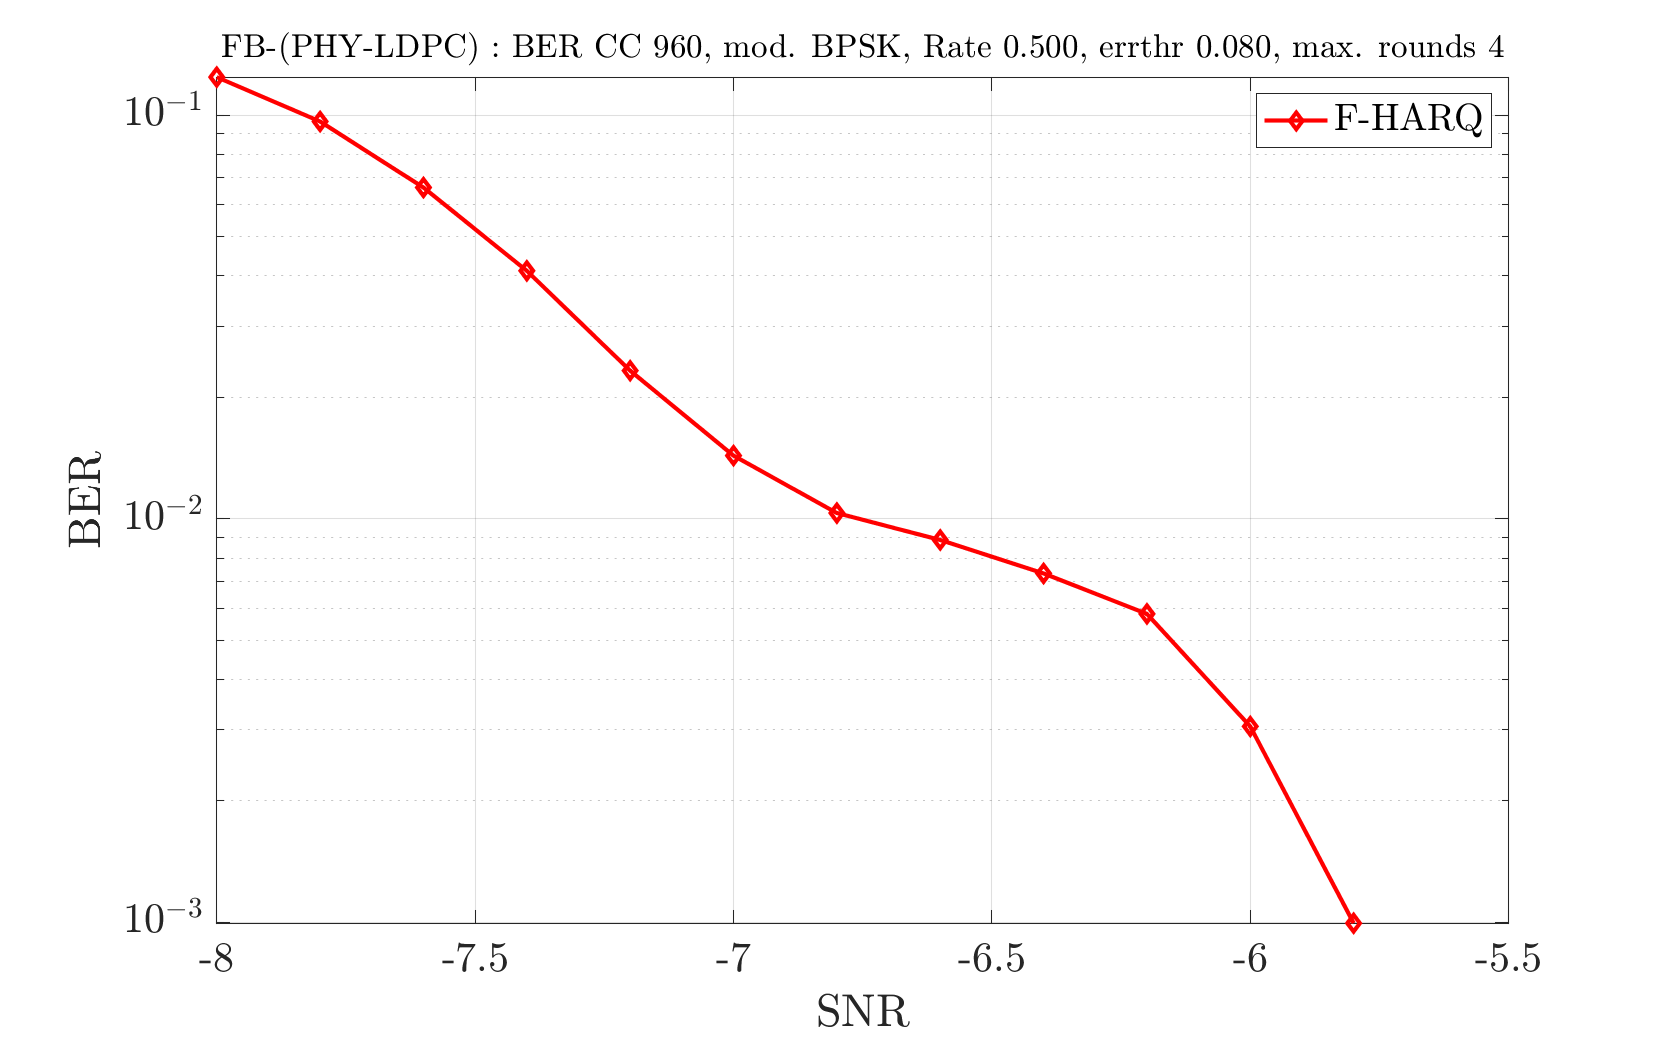 FB-(PHY-LDPC) : BER CC 960, mod. BPSK, Rate 0.500, errthr 0.080, max. rounds 4
F-HARQ
BER
10⁻¹
10⁻²
10⁻³
-8 -7.5 -7 -6.5 -6 -5.5
SNR